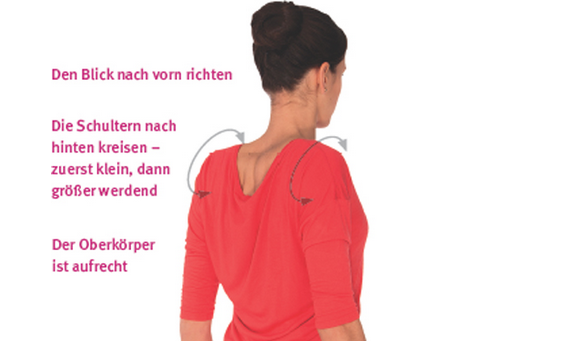 Den Blick nach vorn richten
Die Schultern nach
hinten kreisen –
zuerst klein, dann
größer werdend
Der Oberkörper
ist aufrecht